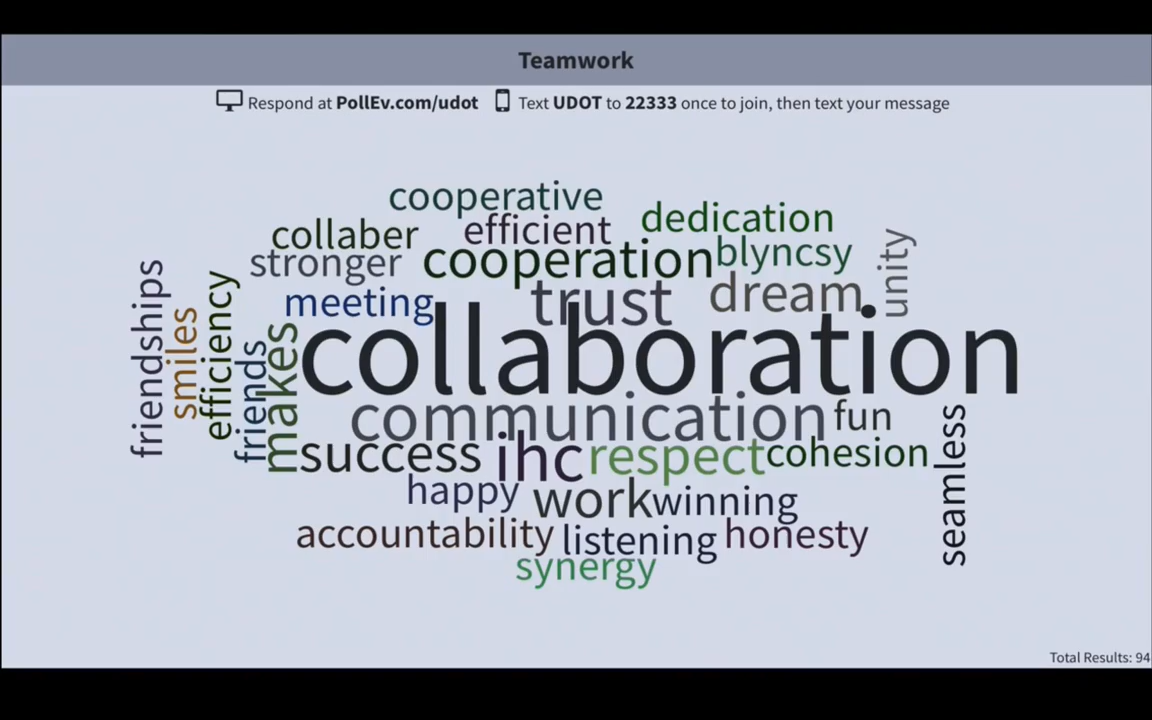 Teamwork
Respond at PollEv.com/udot Text UDOT to 22333 once to join, then text your message
cooperative
dedication
efficient
collaber
blyncsy
cooperation
stronger
unity
dream
trust
meeting
collaboration
friendships
smiles
efficiency
friends
makes
communication
fun
success
ihc
respect
cohesion
seamless
happy
work
winning
accountability
listening
honesty
synergy
Total Results: 94